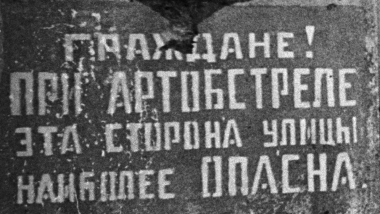 ГРАЖДАНЕ!
ПРИ АРТОБСТРЕЛЕ
ЭТА СТОРОНА УЛИЦЫ
НАИБОЛЕЕ ОПАСНА.